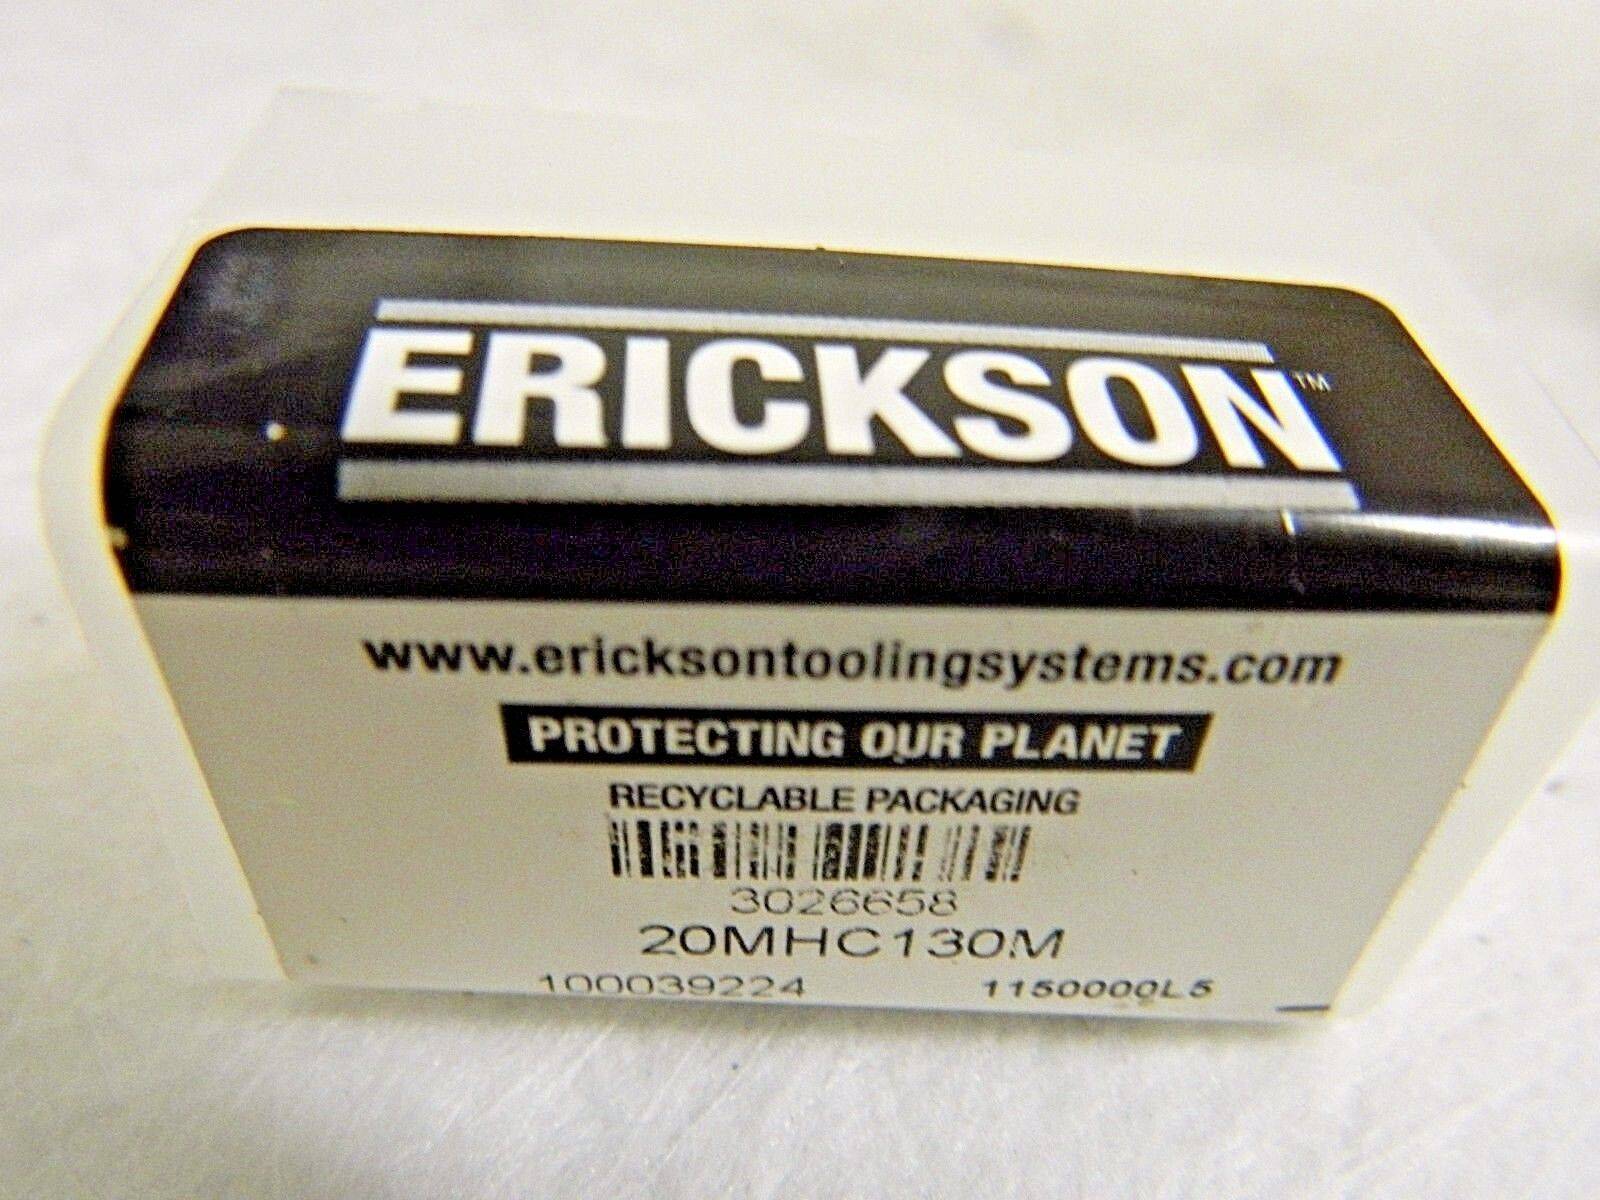 ERICKSON™
www.ericksontoolingsystems.com
PROTECTING OUR PLANET
RECYCLABLE PACKAGING
3026658
20MHC130M
100039224 1150000L5